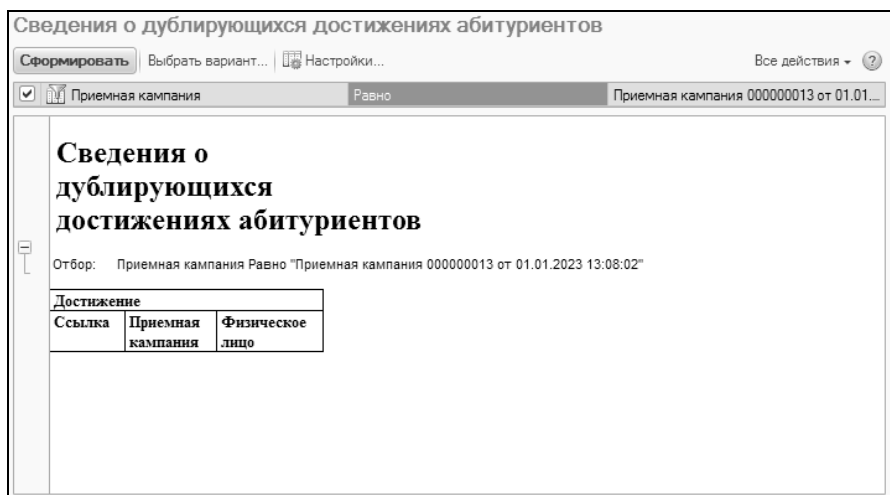 Сведения о дублирующихся достижениях абитуриентов
Сформировать Выбрать вариант... Настройки... Все действия ?
Приемная кампания Равно Приемная кампания 000000013 от 01.01...
Сведения о
дублирующихся
достижениях абитуриентов
Отбор: Приемная кампания Равно "Приемная кампания 000000013 от 01.01.2023 13:08:02"
Достижение
Ссылка Приемная Физическое
кампания лицо